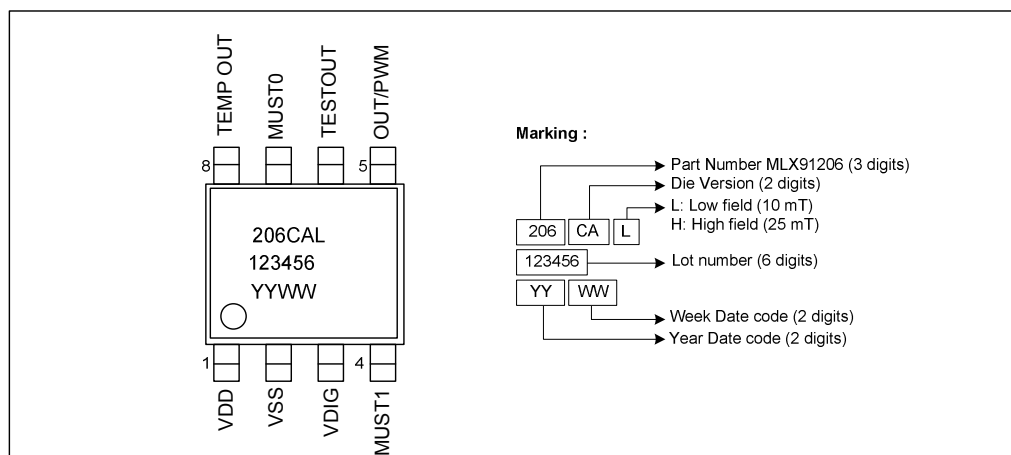 TEMP OUT
MUST0
TESTOUT
OUT/PWM
8
5
206CAL
123456
YYWW
1
4
VDD
VSS
VDIG
MUST1
Marking :
Part Number MLX91206 (3 digits)
Die Version (2 digits)
L: Low field (10 mT)
H: High field (25 mT)
206 CA L
123456
Lot number (6 digits)
YY WW
Week Date code (2 digits)
Year Date code (2 digits)